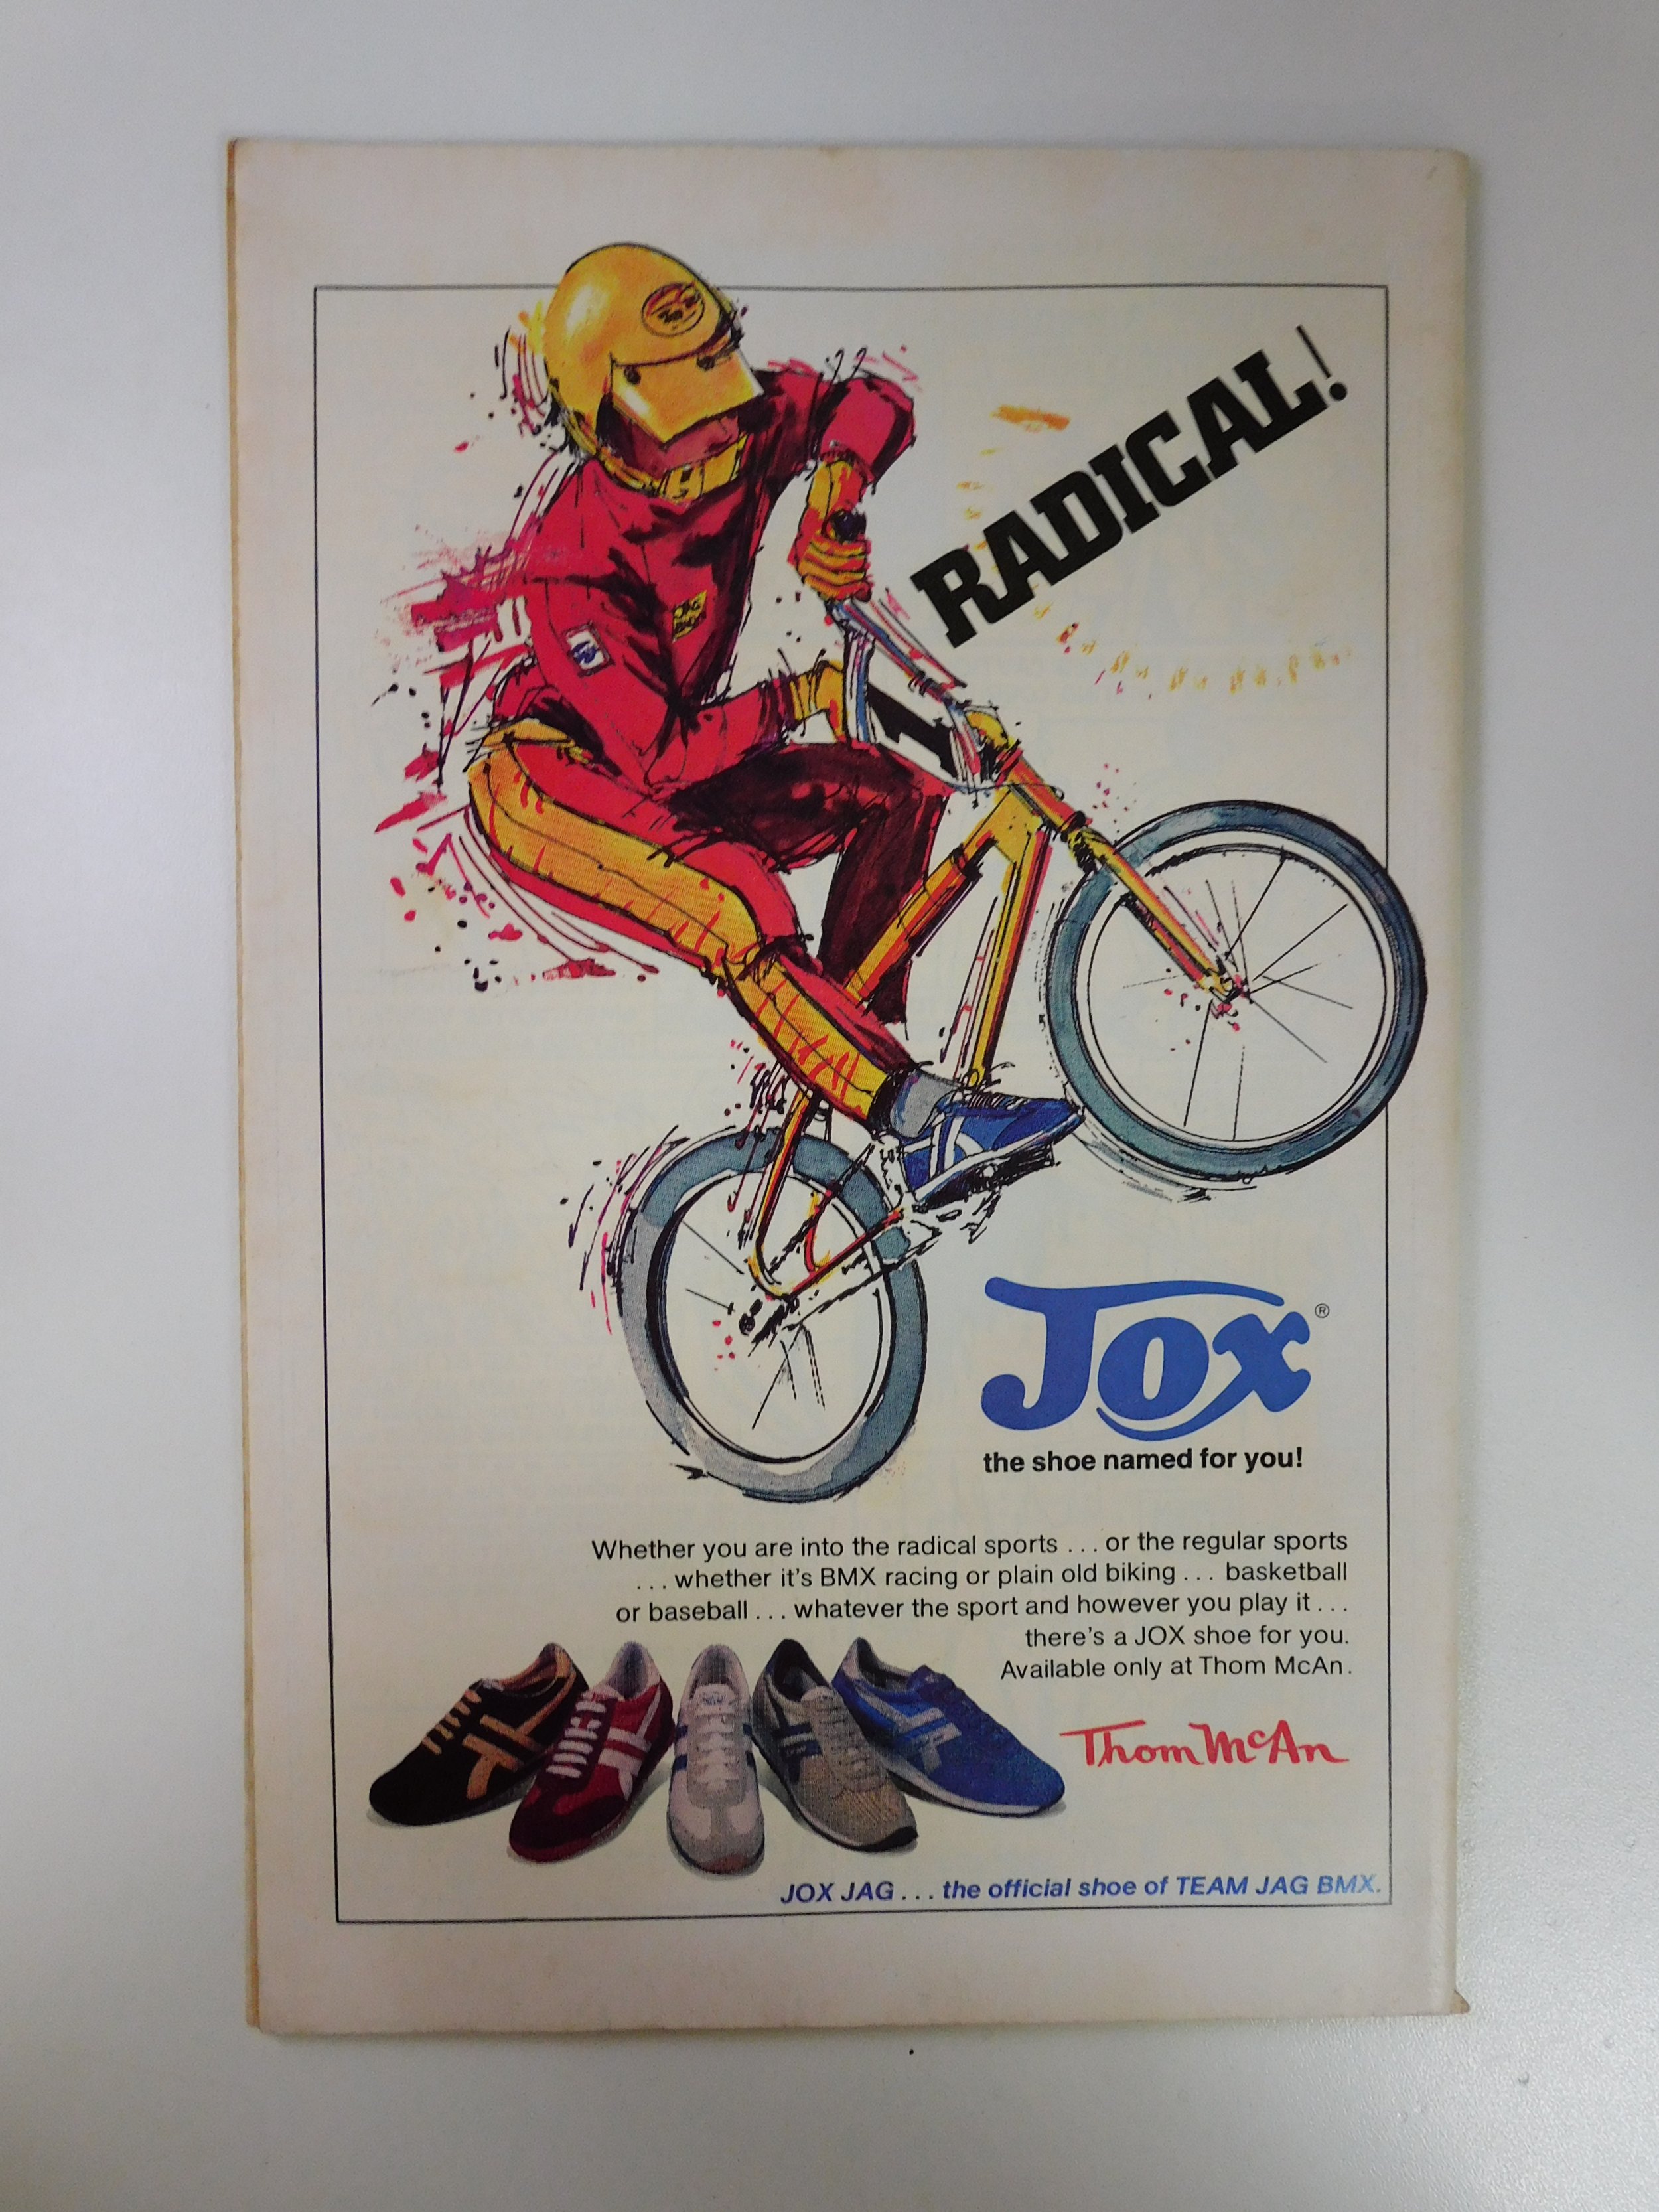 RADICAL!
JAG
1
Jox®
the shoe named for you!
Whether you are into the radical sports . . . or the regular sports
. . . whether it's BMX racing or plain old biking . . . basketball
or baseball . . . whatever the sport and however you play it . . .
there's a JOX shoe for you.
Available only at Thom McAn.
Thom McAn
JOX JAG . . . the official shoe of TEAM JAG BMX.